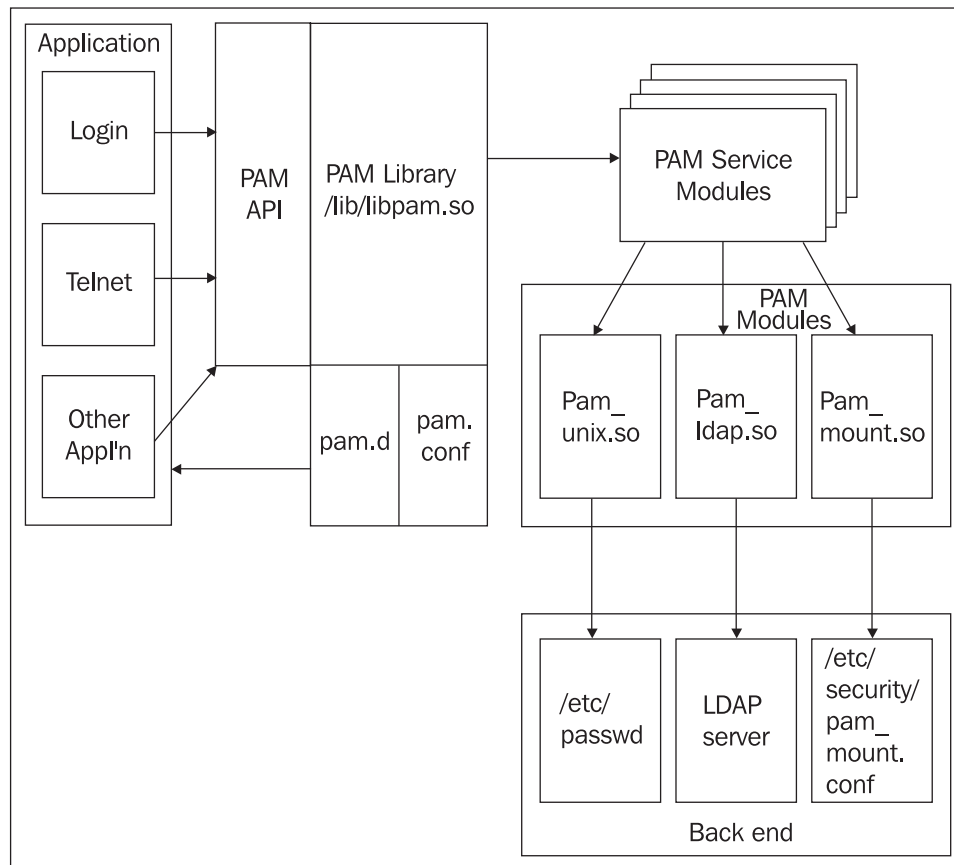 Application
Login
Telnet
Other
Appl'n
PAM
API
PAM Library
/lib/libpam.so
pam.d
pam.
conf
PAM Service
Modules
PAM
Modules
Pam_
unix.so
Pam_
ldap.so
Pam_
mount.so
/etc/
passwd
LDAP
server
/etc/
security/
pam_
mount.
conf
Back end